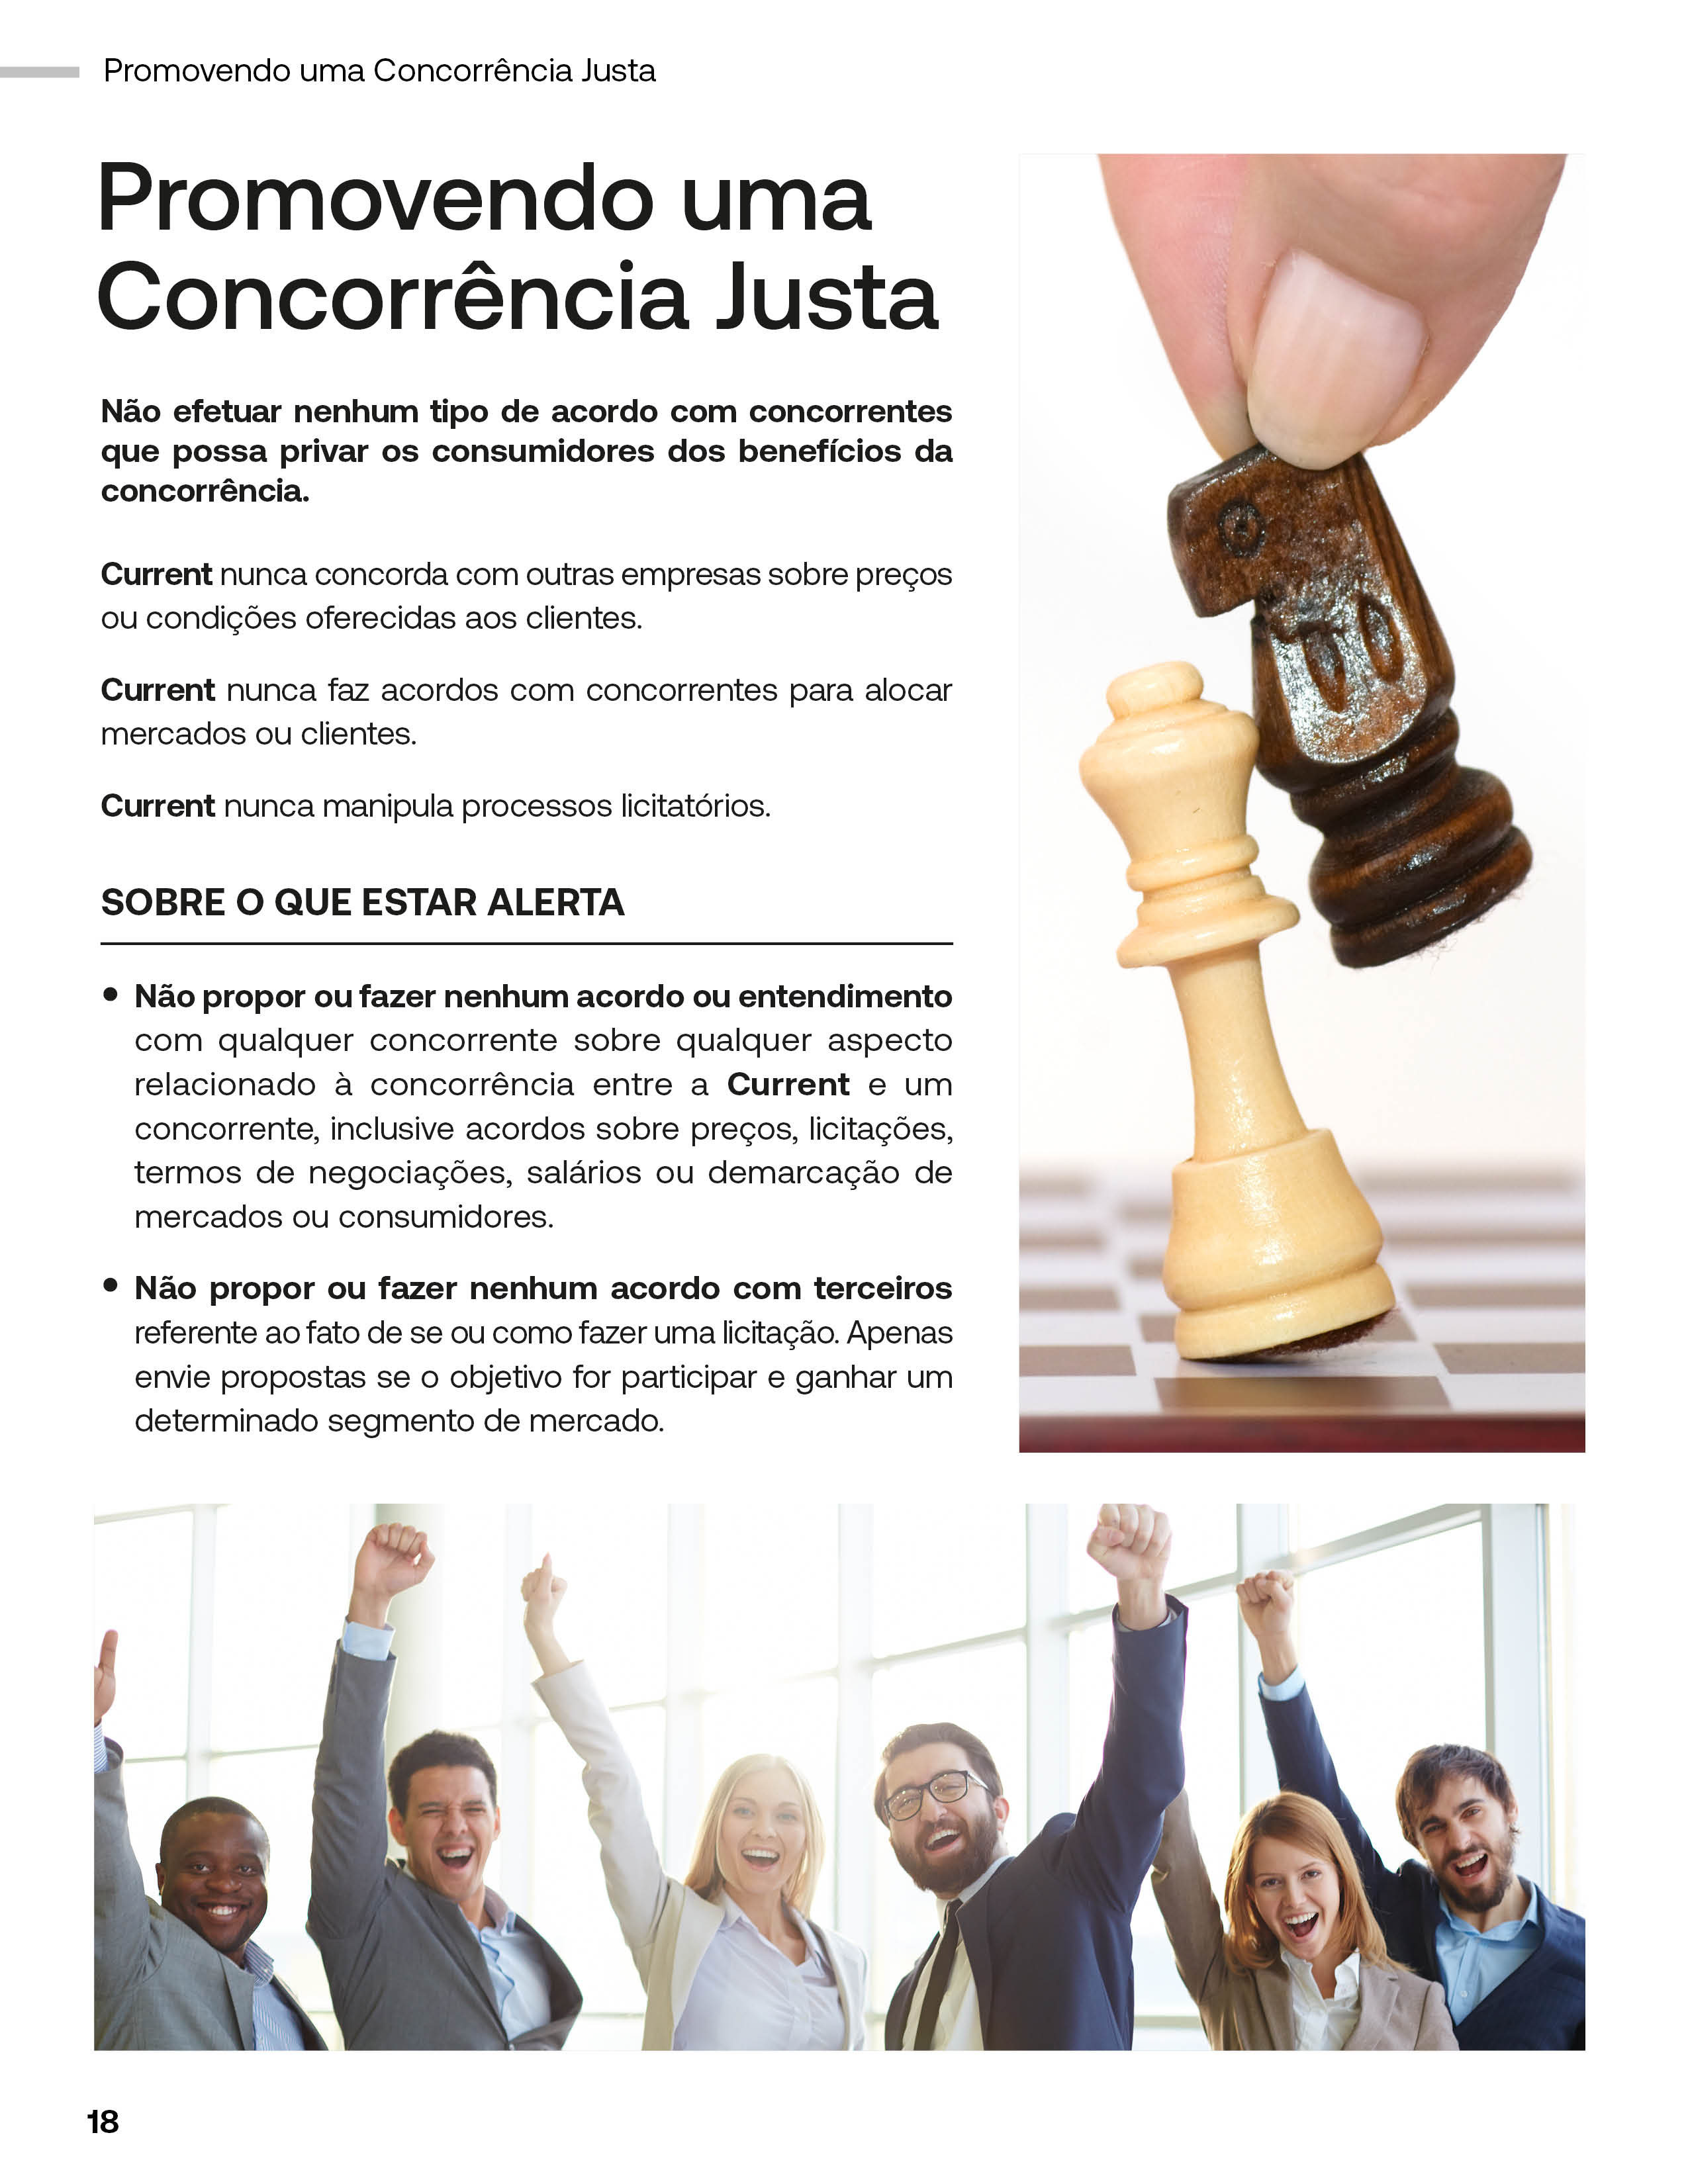 Promovendo uma Concorrência Justa
Promovendo uma
Concorrência Justa
Não efetuar nenhum tipo de acordo com concorrentes
que possa privar os consumidores dos benefícios da
concorrência.
Current nunca concorda com outras empresas sobre preços
ou condições oferecidas aos clientes.
Current nunca faz acordos com concorrentes para alocar
mercados ou clientes.
Current nunca manipula processos licitatórios.
SOBRE O QUE ESTAR ALERTA
• Não propor ou fazer nenhum acordo ou entendimento
com qualquer concorrente sobre qualquer aspecto
relacionado à concorrência entre a Current e um
concorrente, inclusive acordos sobre preços, licitações,
termos de negociações, salários ou demarcação de
mercados ou consumidores.
• Não propor ou fazer nenhum acordo com terceiros
referente ao fato de se ou como fazer uma licitação. Apenas
envie propostas se o objetivo for participar e ganhar um
determinado segmento de mercado.
18